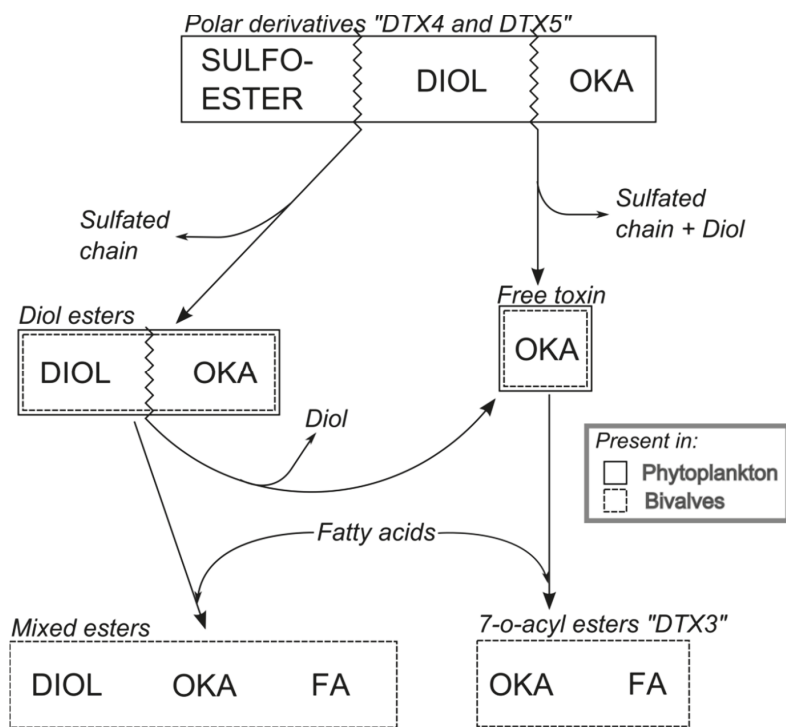 Polar derivatives "DTX4 and DTX5"
SULFO-
ESTER
DIOL
OKA
Sulfated
chain
Sulfated
chain + Diol
Diol esters
DIOL
OKA
Free toxin
OKA
Diol
Present in:
Phytoplankton
Bivalves
Fatty acids
Mixed esters
DIOL
OKA
FA
7-o-acyl esters "DTX3"
OKA
FA